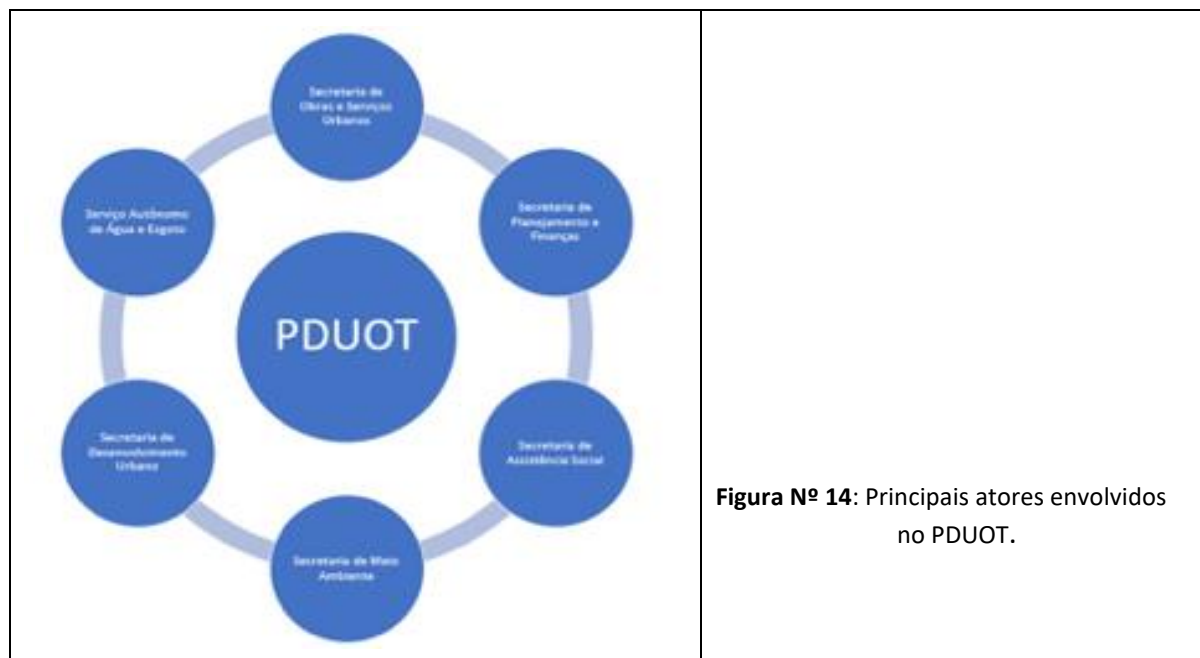 Secretaria de
Obras e Serviços
Urbanos
Secretaria de
Planejamento e
Finanças
Secretaria de
Assistência Social
Secretaria de Meio
Ambiente
Secretaria de
Desenvolvimento
Urbano
Serviço Autônomo
de Água e Esgoto
PDUOT
Figura Nº 14: Principais atores envolvidos
no PDUOT.